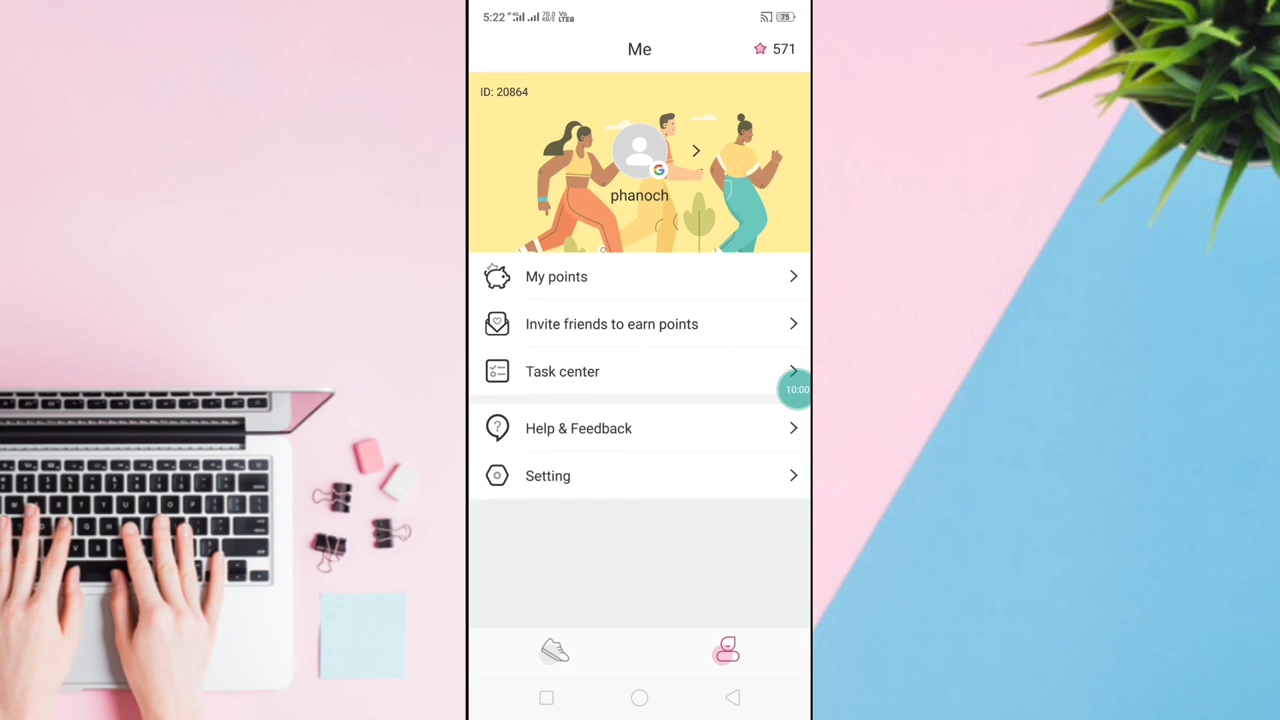 5:22
Me
571
ID: 20864
phanoch
My points
Invite friends to earn points
Task center
10:00
Help & Feedback
Setting